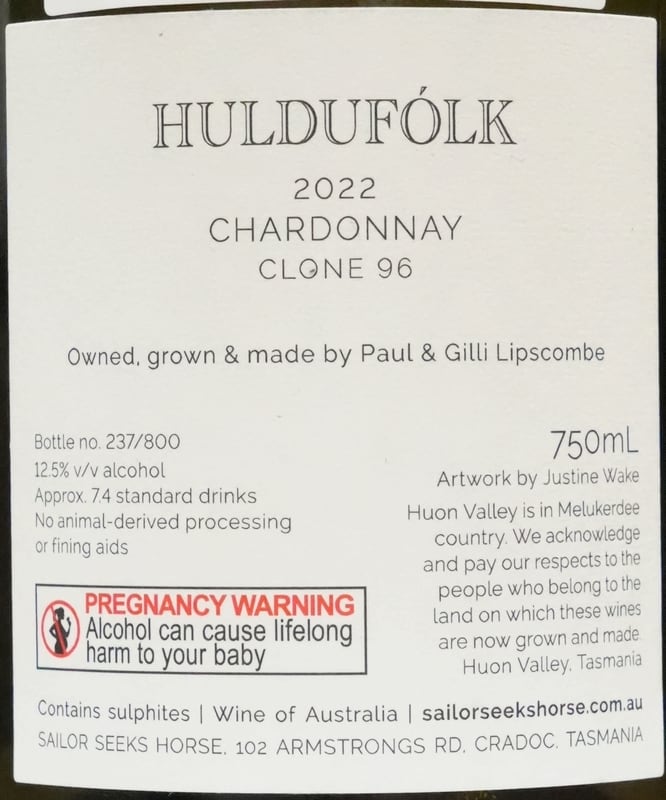 HULDUFÓLK
2022
CHARDONNAY
CLONE 96
Owned, grown & made by Paul & Gilli Lipscombe
Bottle no. 237/800
12.5% v/v alcohol
Approx. 7.4 standard drinks
No animal-derived processing
or fining aids
PREGNANCY WARNING
Alcohol can cause lifelong
harm to your baby
750mL
Artwork by Justine Wake
Huon Valley is in Melukerdee
country. We acknowledge
and pay our respects to the
people who belong to the
land on which these wines
are now grown and made.
Huon Valley, Tasmania
Contains sulphites | Wine of Australia | sailorseekshorse.com.au
SAILOR SEEKS HORSE, 102 ARMSTRONGS RD, CRADOC, TASMANIA